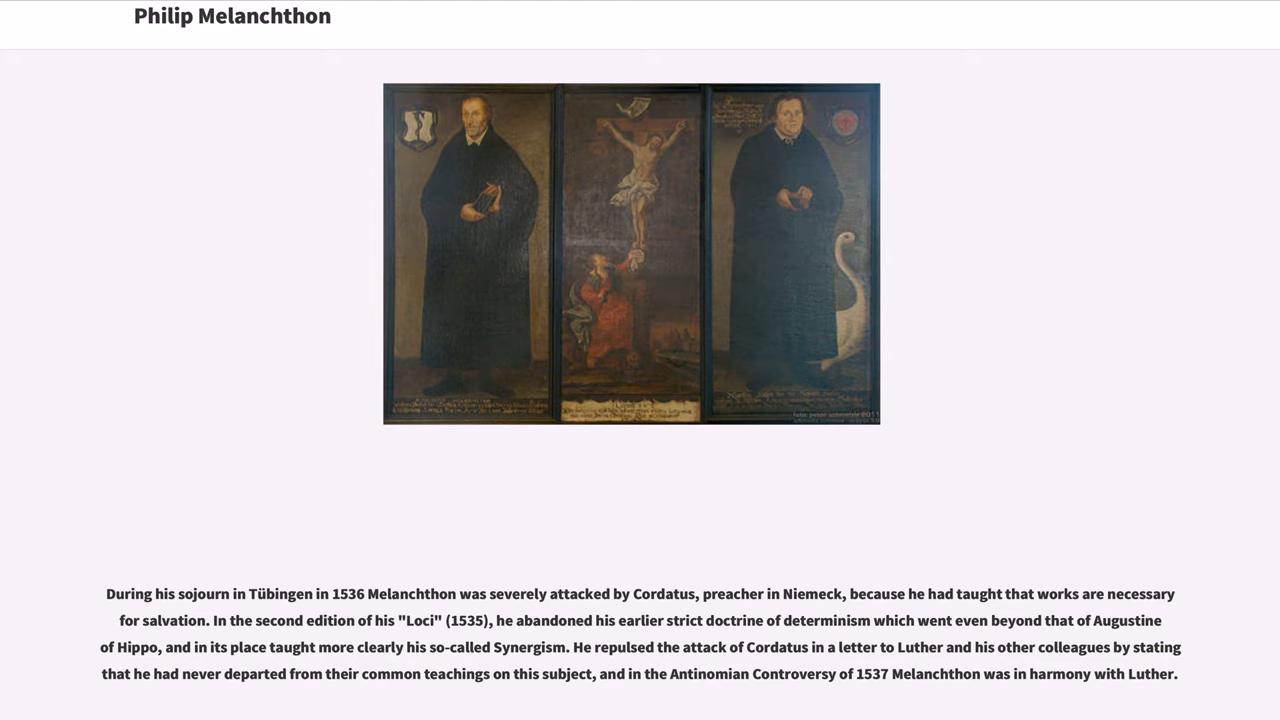 Philip Melanchthon
During his sojourn in Tübingen in 1536 Melanchthon was severely attacked by Cordatus, preacher in Niemeck, because he had taught that works are necessary
for salvation. In the second edition of his "Loci" (1535), he abandoned his earlier strict doctrine of determinism which went even beyond that of Augustine
of Hippo, and in its place taught more clearly his so-called Synergism. He repulsed the attack of Cordatus in a letter to Luther and his other colleagues by stating
that he had never departed from their common teachings on this subject, and in the Antinomian Controversy of 1537 Melanchthon was in harmony with Luther.